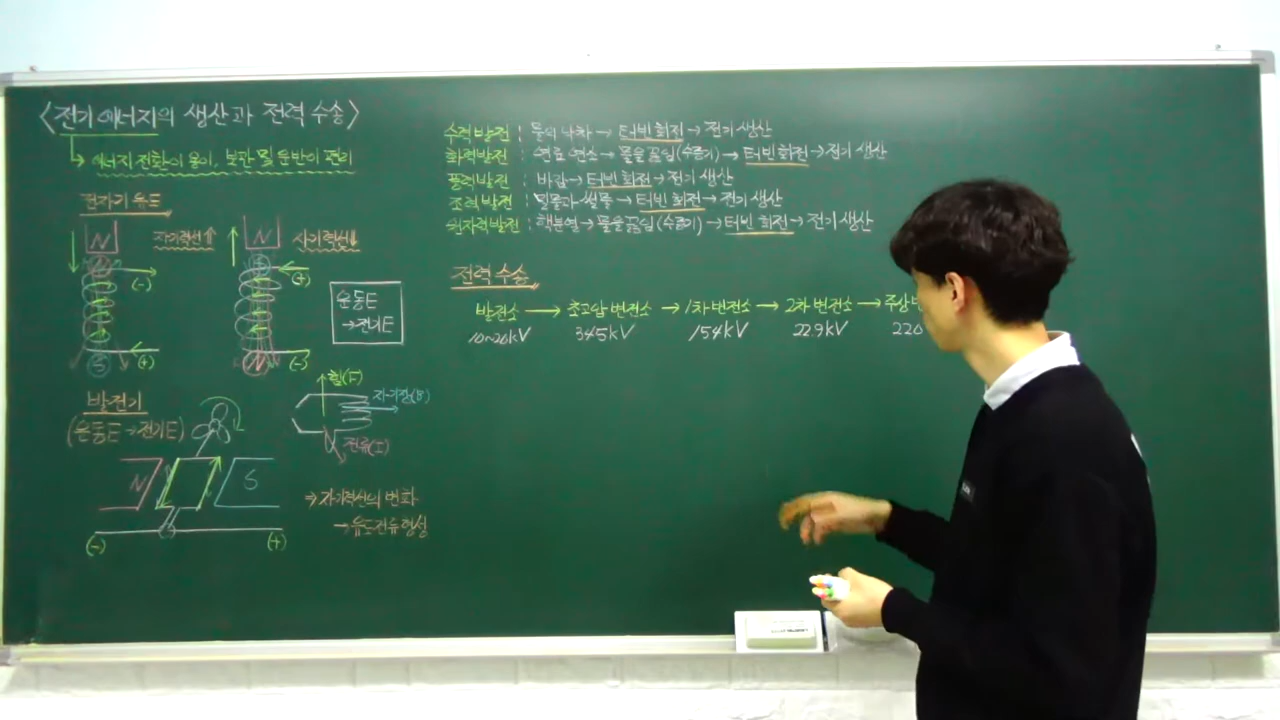 <전기에너지의 생산과 전력 수송>
↳ 에너지 전환이 용이, 보관 및 운반이 편리
전자기 유도
N 자기력선↑
(-)
(+)
S
N 자기력선↓
(+)
(-)
N
운동E
→전기E
발전기
(운동E→전기E)
N S
(-) (+)
힘(F)
자기장(B)
전류(I)
⇒ 자기력선의 변화
→ 유도전류 형성
수력발전 : 물의 낙차 → 터빈 회전 → 전기 생산
화력발전 : 연료 연소 → 물을 끓임(수증기) → 터빈 회전 → 전기 생산
풍력발전 : 바람 → 터빈 회전 → 전기 생산
조력발전 : 밀물과 썰물 → 터빈 회전 → 전기 생산
원자력발전 : 핵분열 → 물을 끓임(수증기) → 터빈 회전 → 전기 생산
전력 수송
발전소 → 초고압 변전소 → 1차 변전소 → 2차 변전소 → 주상변
10~20kV 345kV 154kV 22.9kV 220